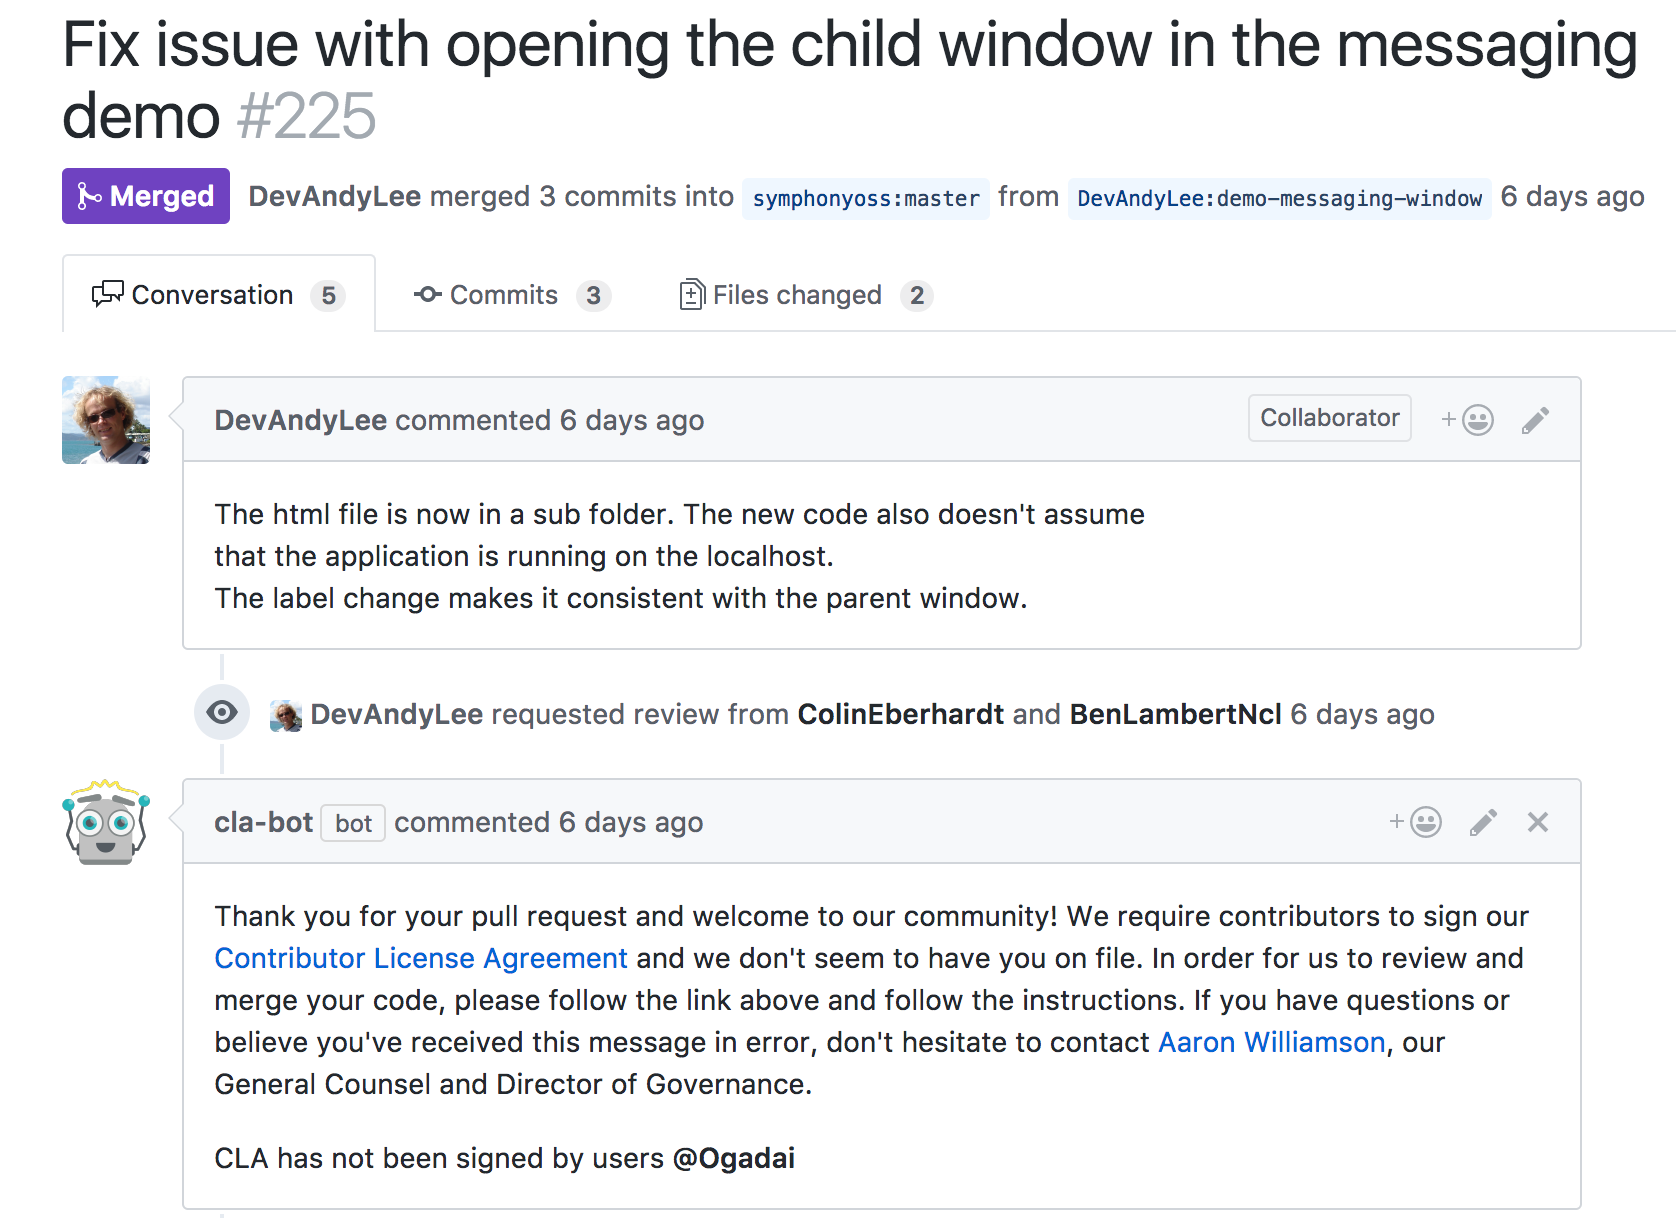 Fix issue with opening the child window in the messaging
demo #225
Merged DevAndyLee merged 3 commits into symphonyoss:master from DevAndyLee:demo-messaging-window 6 days ago
Conversation 5 Commits 3 Files changed 2
DevAndyLee commented 6 days ago Collaborator
The html file is now in a sub folder. The new code also doesn't assume
that the application is running on the localhost.
The label change makes it consistent with the parent window.
DevAndyLee requested review from ColinEberhardt and BenLambertNcl 6 days ago
cla-bot bot commented 6 days ago
Thank you for your pull request and welcome to our community! We require contributors to sign our
Contributor License Agreement and we don't seem to have you on file. In order for us to review and
merge your code, please follow the link above and follow the instructions. If you have questions or
believe you've received this message in error, don't hesitate to contact Aaron Williamson, our
General Counsel and Director of Governance.
CLA has not been signed by users @Ogadai